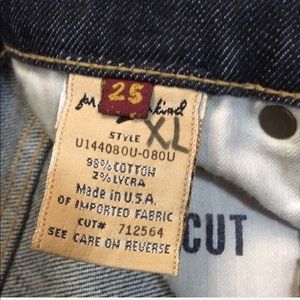 25
for all mankind
XL
STYLE
U144080U-080U
98% COTTON
2% LYCRA
Made in U.S.A.
OF IMPORTED FABRIC
CUT# 712564
SEE CARE ON REVERSE
CUT